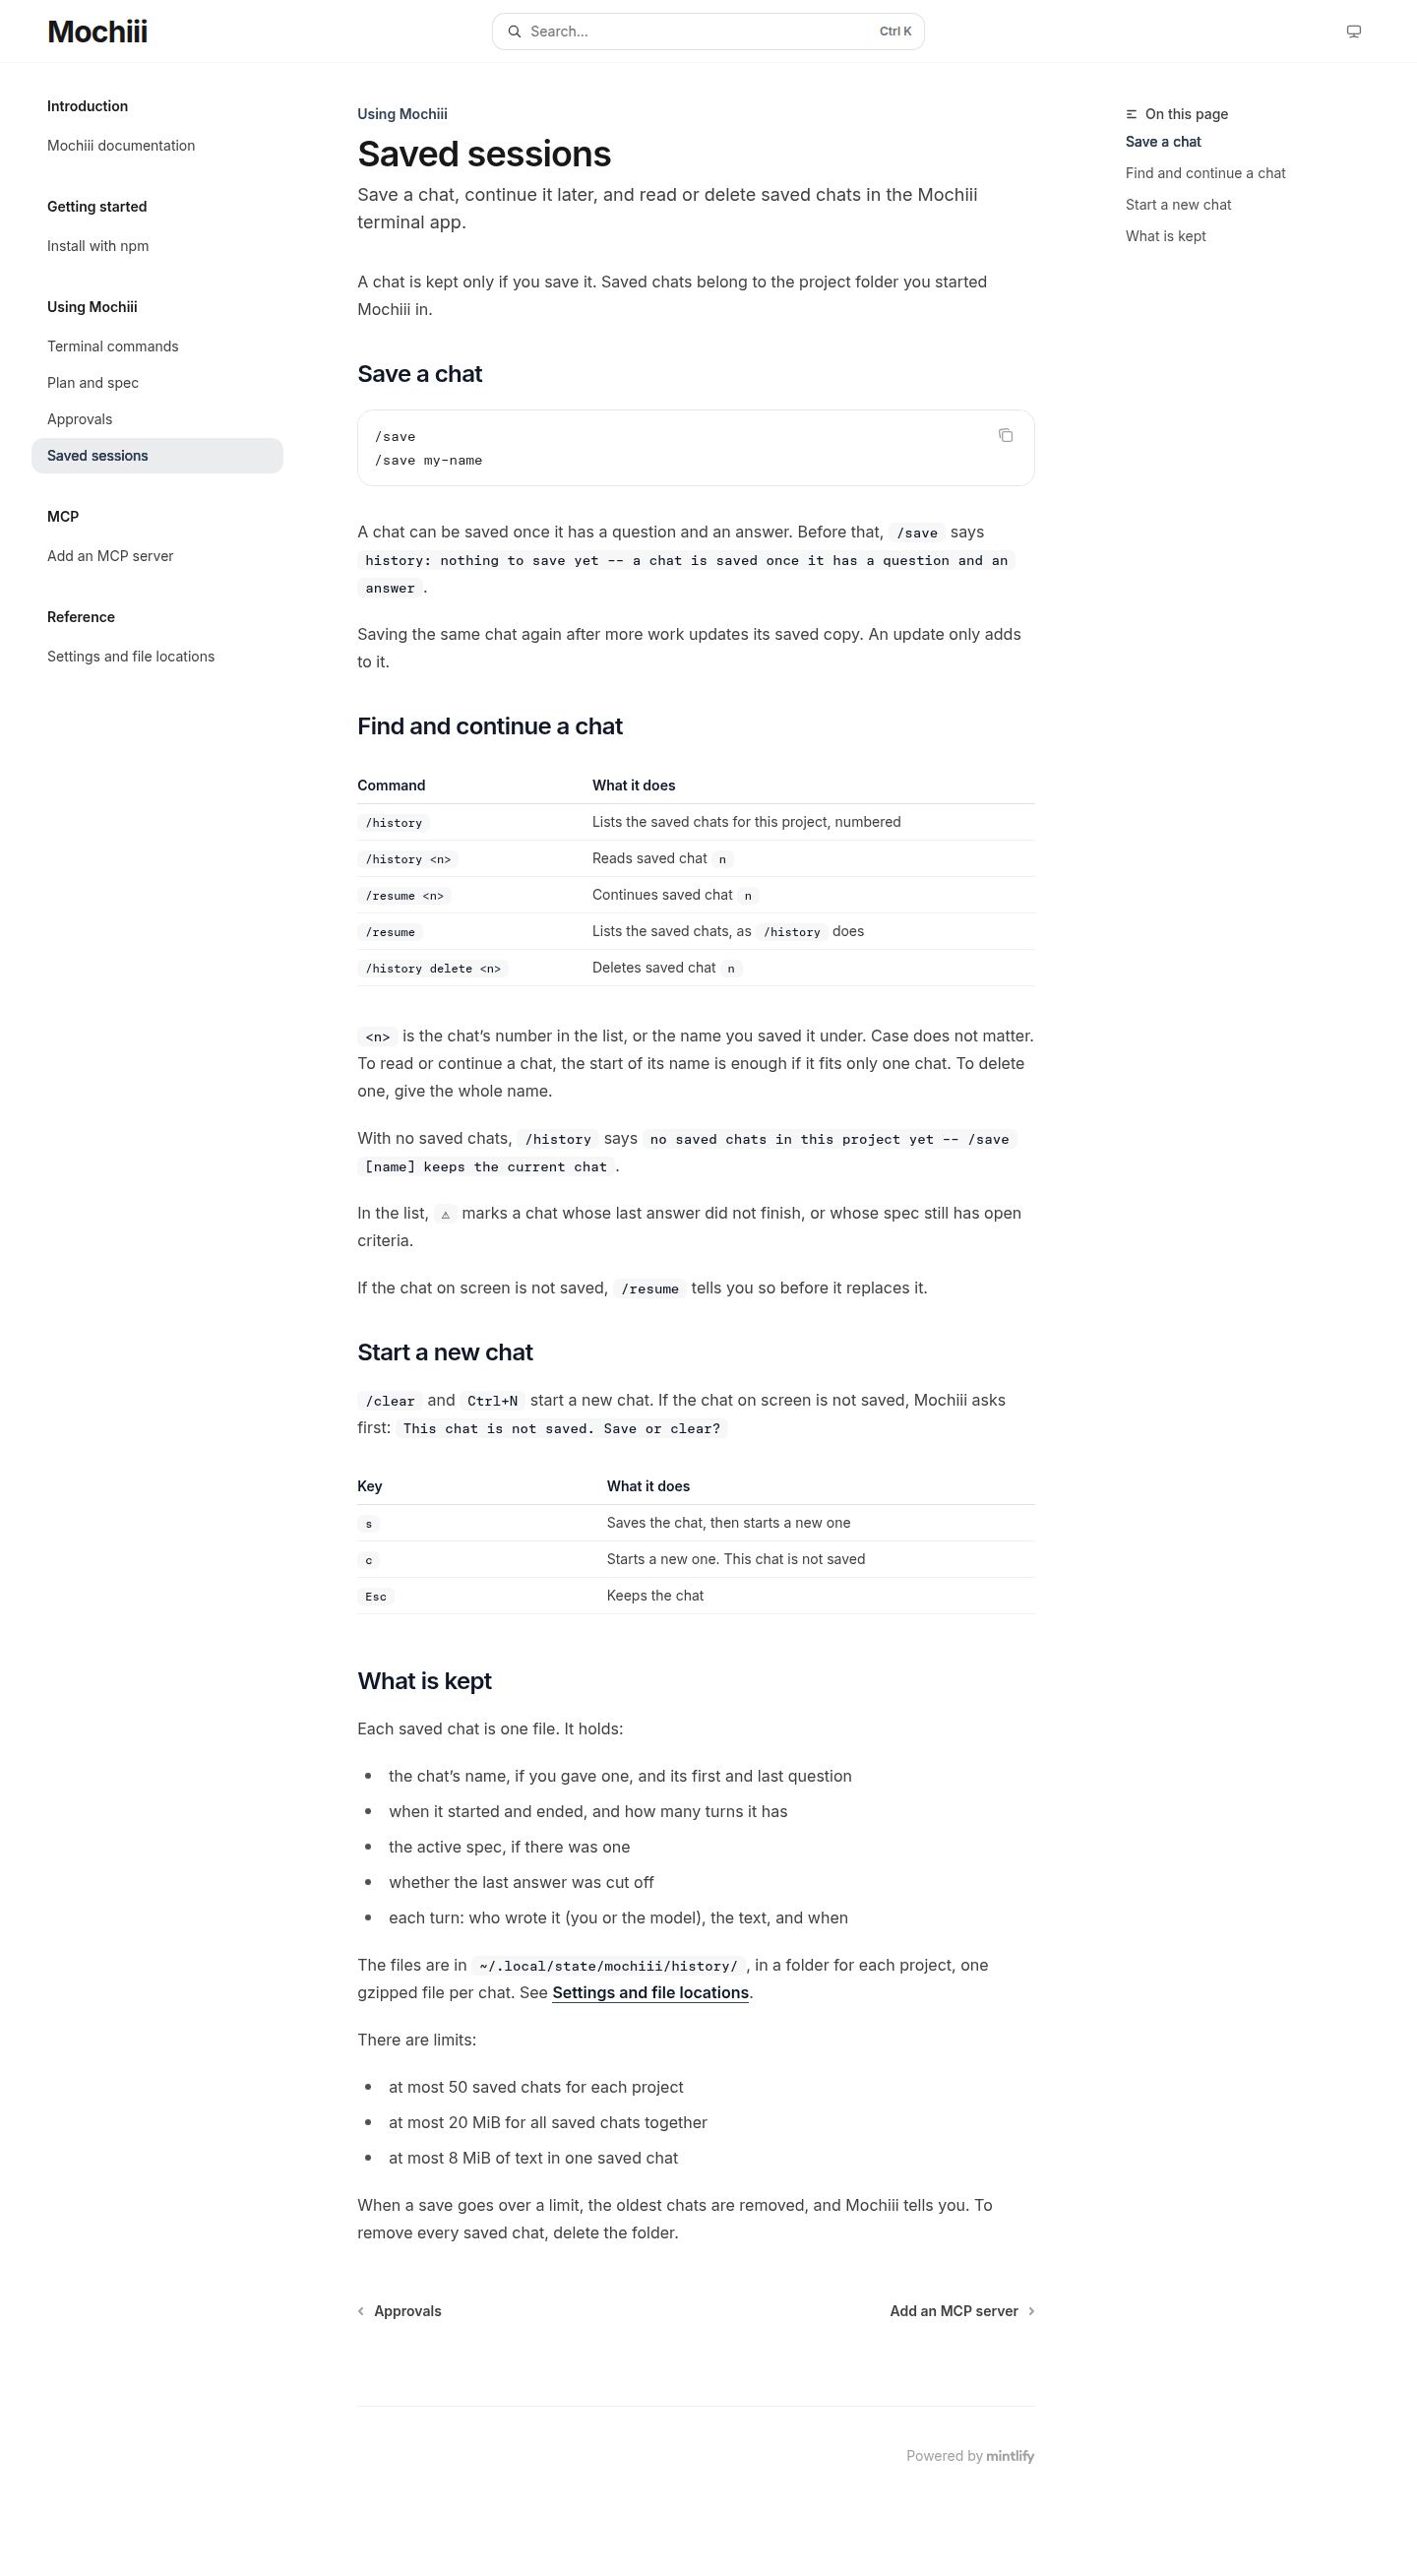 Mochiii
Search...
Ctrl K
Introduction
Mochiii documentation
Getting started
Install with npm
Using Mochiii
Terminal commands
Plan and spec
Approvals
Saved sessions
MCP
Add an MCP server
Reference
Settings and file locations
Using Mochiii
Saved sessions
Save a chat, continue it later, and read or delete saved chats in the Mochiii
terminal app.
A chat is kept only if you save it. Saved chats belong to the project folder you started
Mochiii in.
Save a chat
/save
/save my-name
A chat can be saved once it has a question and an answer. Before that, /save says
history: nothing to save yet -- a chat is saved once it has a question and an
answer .
Saving the same chat again after more work updates its saved copy. An update only adds
to it.
Find and continue a chat
Command What it does
/history Lists the saved chats for this project, numbered
/history <n> Reads saved chat n
/resume <n> Continues saved chat n
/resume Lists the saved chats, as /history does
/history delete <n> Deletes saved chat n
<n> is the chat’s number in the list, or the name you saved it under. Case does not matter.
To read or continue a chat, the start of its name is enough if it fits only one chat. To delete
one, give the whole name.
With no saved chats, /history says no saved chats in this project yet -- /save
[name] keeps the current chat .
In the list, ⚠ marks a chat whose last answer did not finish, or whose spec still has open
criteria.
If the chat on screen is not saved, /resume tells you so before it replaces it.
Start a new chat
/clear and Ctrl+N start a new chat. If the chat on screen is not saved, Mochiii asks
first: This chat is not saved. Save or clear?
Key What it does
s Saves the chat, then starts a new one
c Starts a new one. This chat is not saved
Esc Keeps the chat
What is kept
Each saved chat is one file. It holds:
• the chat’s name, if you gave one, and its first and last question
• when it started and ended, and how many turns it has
• the active spec, if there was one
• whether the last answer was cut off
• each turn: who wrote it (you or the model), the text, and when
The files are in ~/.local/state/mochiii/history/ , in a folder for each project, one
gzipped file per chat. See Settings and file locations.
There are limits:
• at most 50 saved chats for each project
• at most 20 MiB for all saved chats together
• at most 8 MiB of text in one saved chat
When a save goes over a limit, the oldest chats are removed, and Mochiii tells you. To
remove every saved chat, delete the folder.
Approvals
Add an MCP server
Powered by mintlify
On this page
Save a chat
Find and continue a chat
Start a new chat
What is kept